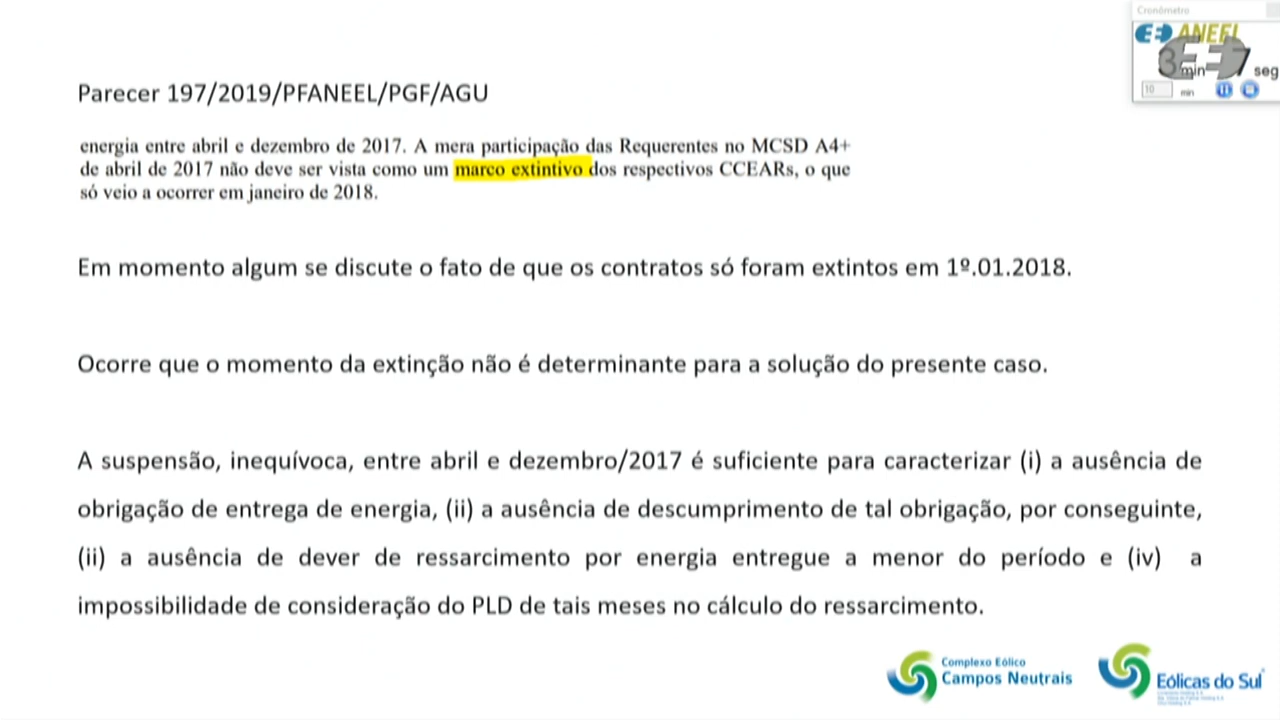 Cronômetro
ANEEL
3 min 7 seg
10 min
Parecer 197/2019/PFANEEL/PGF/AGU
energia entre abril e dezembro de 2017. A mera participação das Requerentes no MCSD A4+
de abril de 2017 não deve ser vista como um marco extintivo dos respectivos CCEARs, o que
só veio a ocorrer em janeiro de 2018.
Em momento algum se discute o fato de que os contratos só foram extintos em 1º.01.2018.
Ocorre que o momento da extinção não é determinante para a solução do presente caso.
A suspensão, inequívoca, entre abril e dezembro/2017 é suficiente para caracterizar (i) a ausência de
obrigação de entrega de energia, (ii) a ausência de descumprimento de tal obrigação, por conseguinte,
(ii) a ausência de dever de ressarcimento por energia entregue a menor do período e (iv) a
impossibilidade de consideração do PLD de tais meses no cálculo do ressarcimento.
Complexo Eólico
Campos Neutrais
Eólicas do Sul